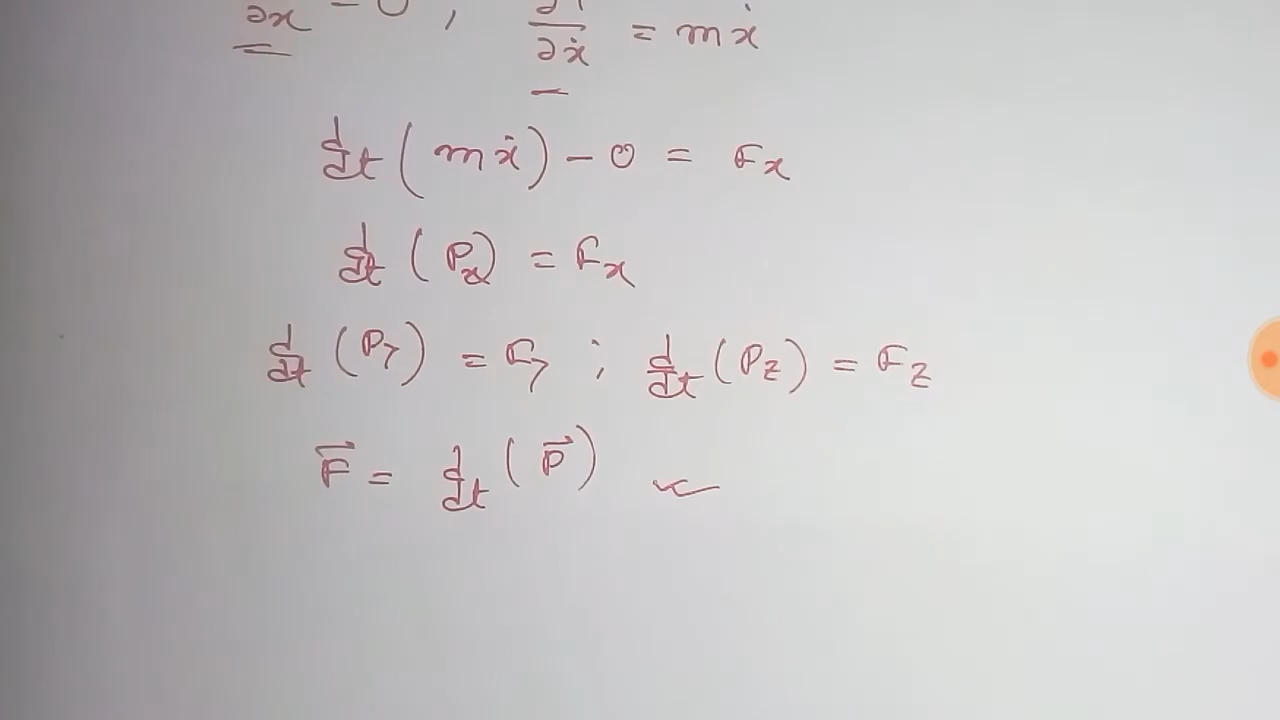 ∂x = 0 , ∂T/∂ẋ = mẋ
d/dt ( mẋ ) - 0 = Fx
d/dt ( Px ) = Fx
d/dt ( Py ) = Fy ; d/dt ( Pz ) = Fz
F⃗ = d/dt ( P⃗ )